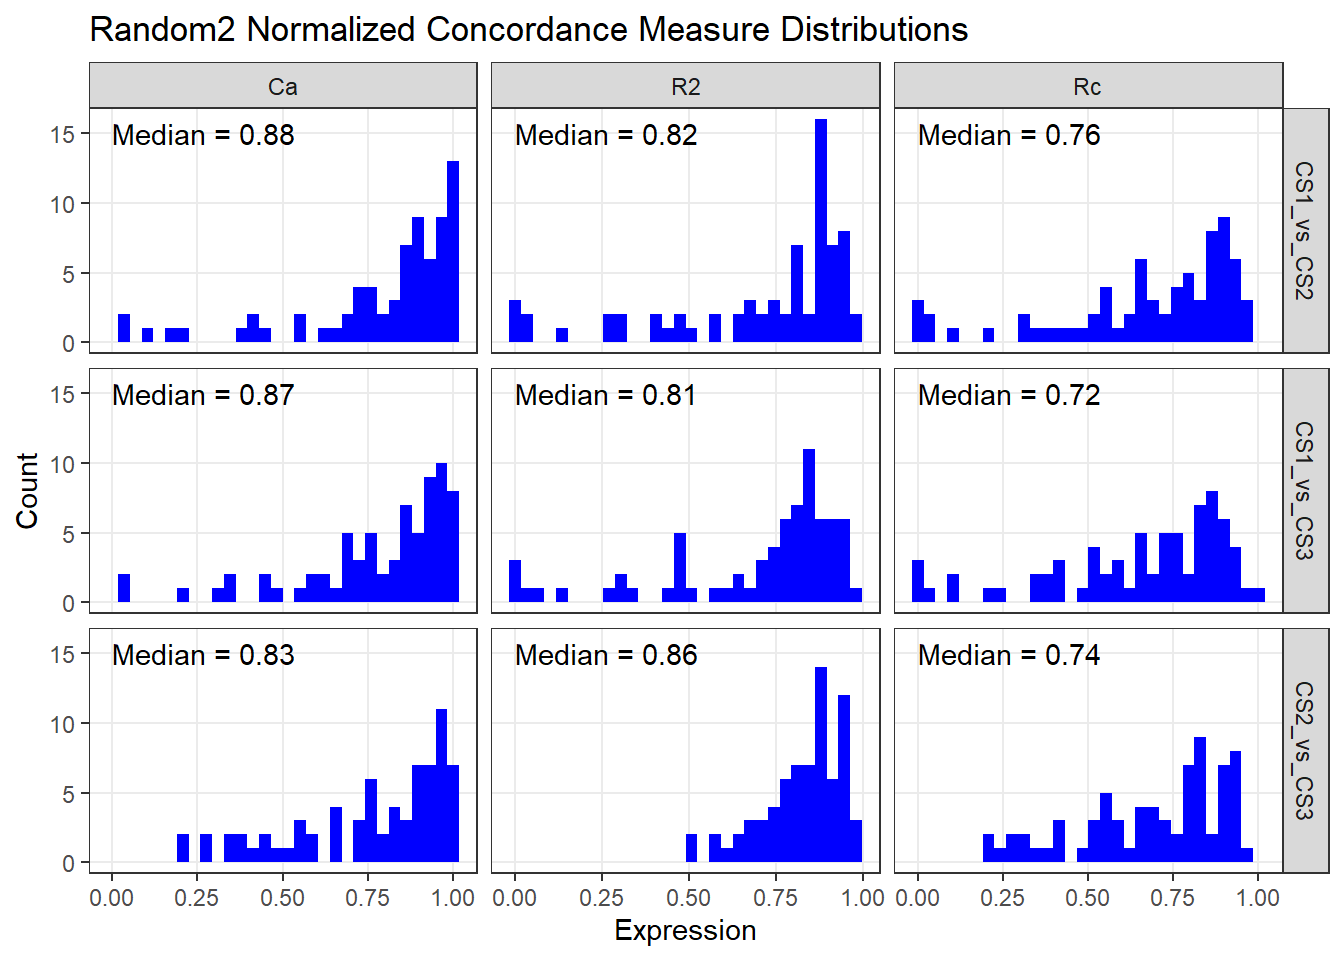 Random2 Normalized Concordance Measure Distributions
Ca
R2
Rc
Median = 0.88
Median = 0.82
Median = 0.76
15
10
5
0
CS1_vs_CS2
Median = 0.87
Median = 0.81
Median = 0.72
15
10
5
0
CS1_vs_CS3
Count
Median = 0.83
Median = 0.86
Median = 0.74
15
10
5
0
CS2_vs_CS3
0.00 0.25 0.50 0.75 1.00
0.00 0.25 0.50 0.75 1.00
0.00 0.25 0.50 0.75 1.00
Expression